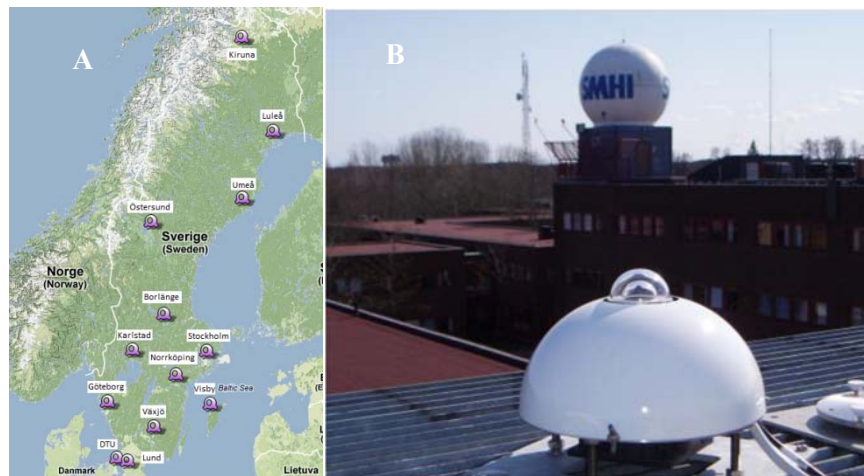 A
Kiruna
Luleå
Umeå
Östersund
Sverige
(Sweden)
Norge
(Norway)
Borlänge
Karlstad
Stockholm
Norrköping
Göteborg
Visby
Baltic Sea
Växjö
DTU
Lund
Danmark
Lietuva
B
SMHI